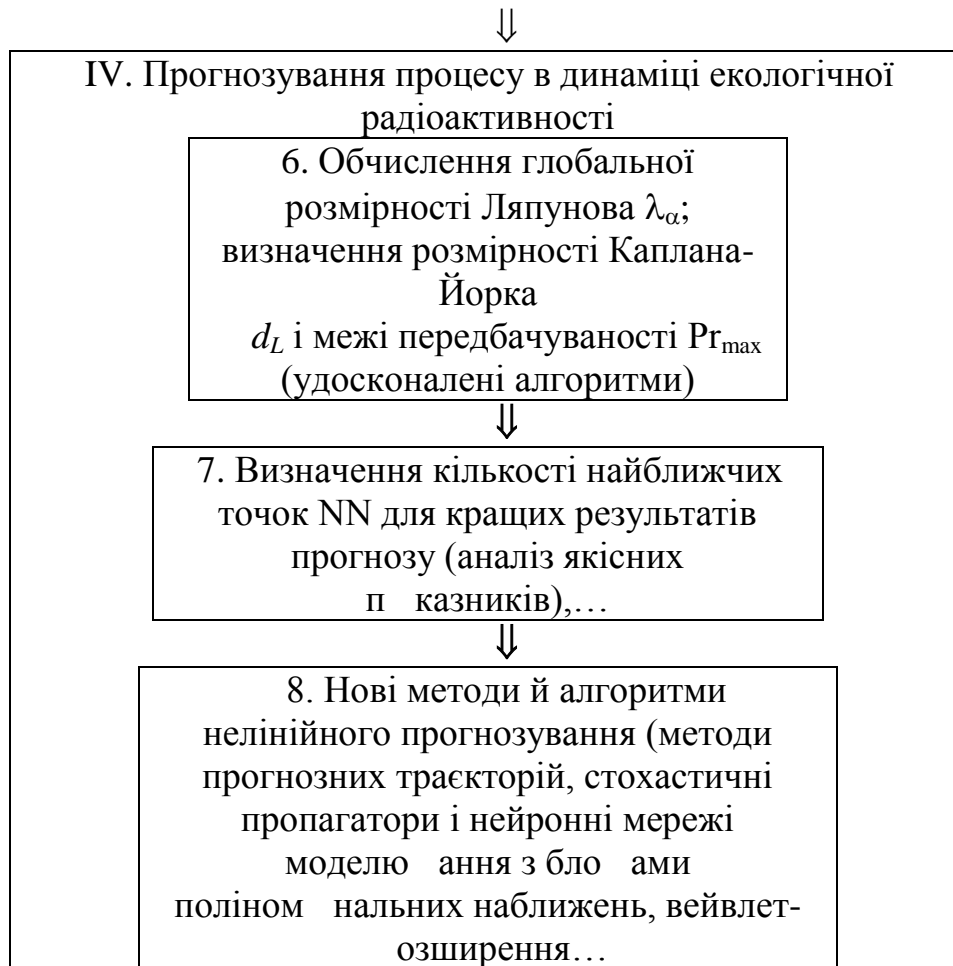 ⇓
IV. Прогнозування процесу в динаміці екологічної
радіоактивності
6. Обчислення глобальної
розмірності Ляпунова λα;
визначення розмірності Каплана-
Йорка
dL і межі передбачуваності Prmax
(удосконалені алгоритми)
⇓
7. Визначення кількості найближчих
точок NN для кращих результатів
прогнозу (аналіз якісних
п казників),…
⇓
8. Нові методи й алгоритми
нелінійного прогнозування (методи
прогнозних траєкторій, стохастичні
пропагатори і нейронні мережі
моделю ання з бло ами
поліном нальних наближень, вейвлет-
озширення…